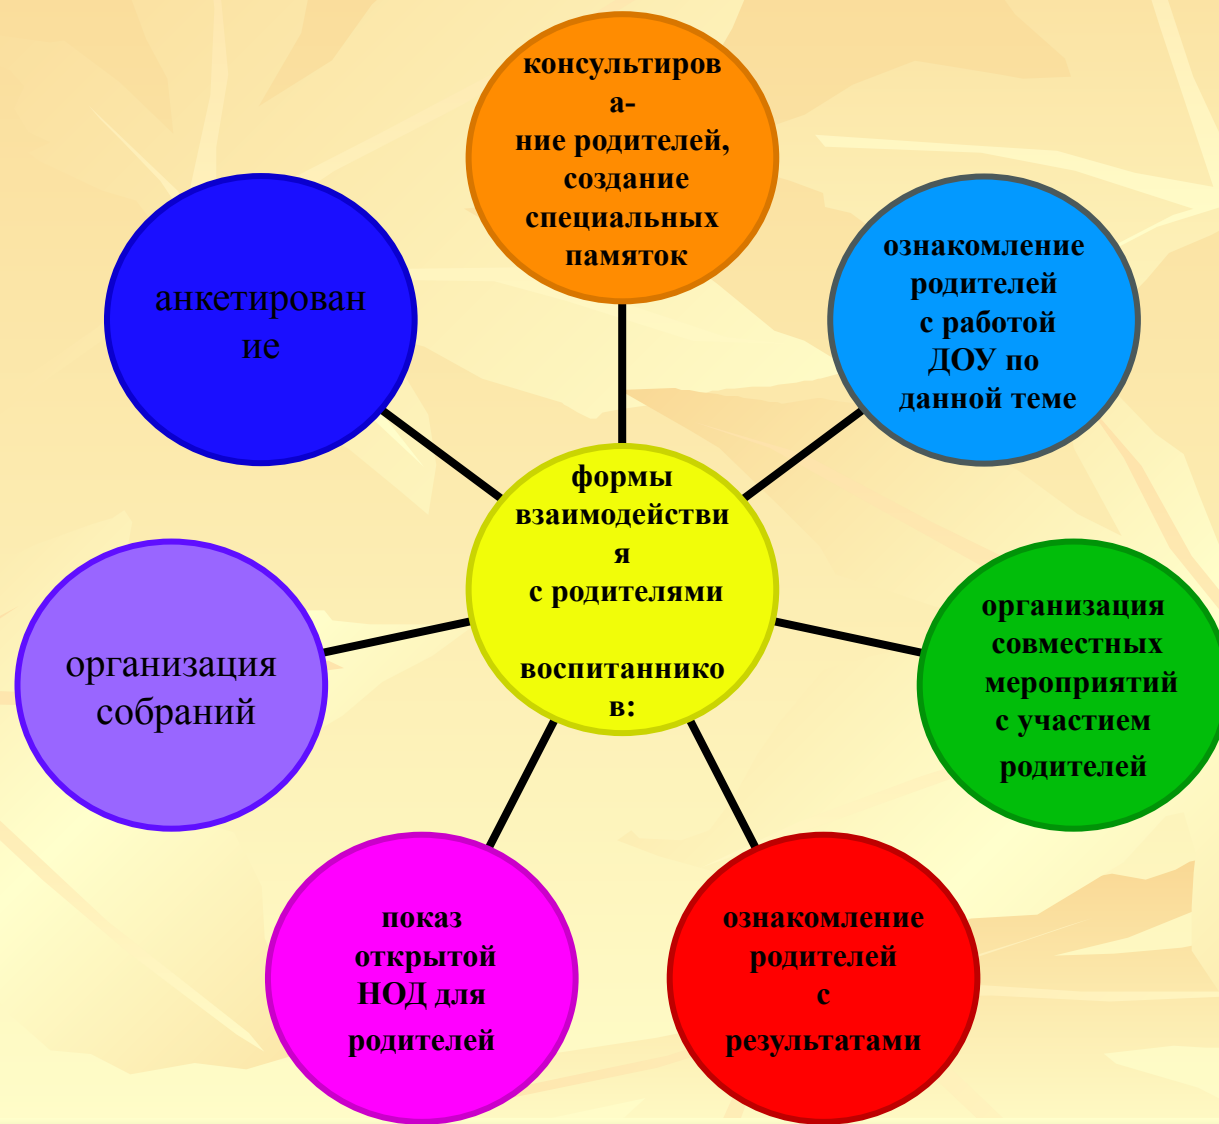 консультиров
а-
ние родителей,
создание
специальных
памяток
ознакомление
родителей
с работой
ДОУ по
данной теме
организация
совместных
мероприятий
с участием
родителей
ознакомление
родителей
с
результатами
показ
открытой
НОД для
родителей
организация
собраний
анкетирован
ие
формы
взаимодействи
я
с родителями
воспитаннико
в: